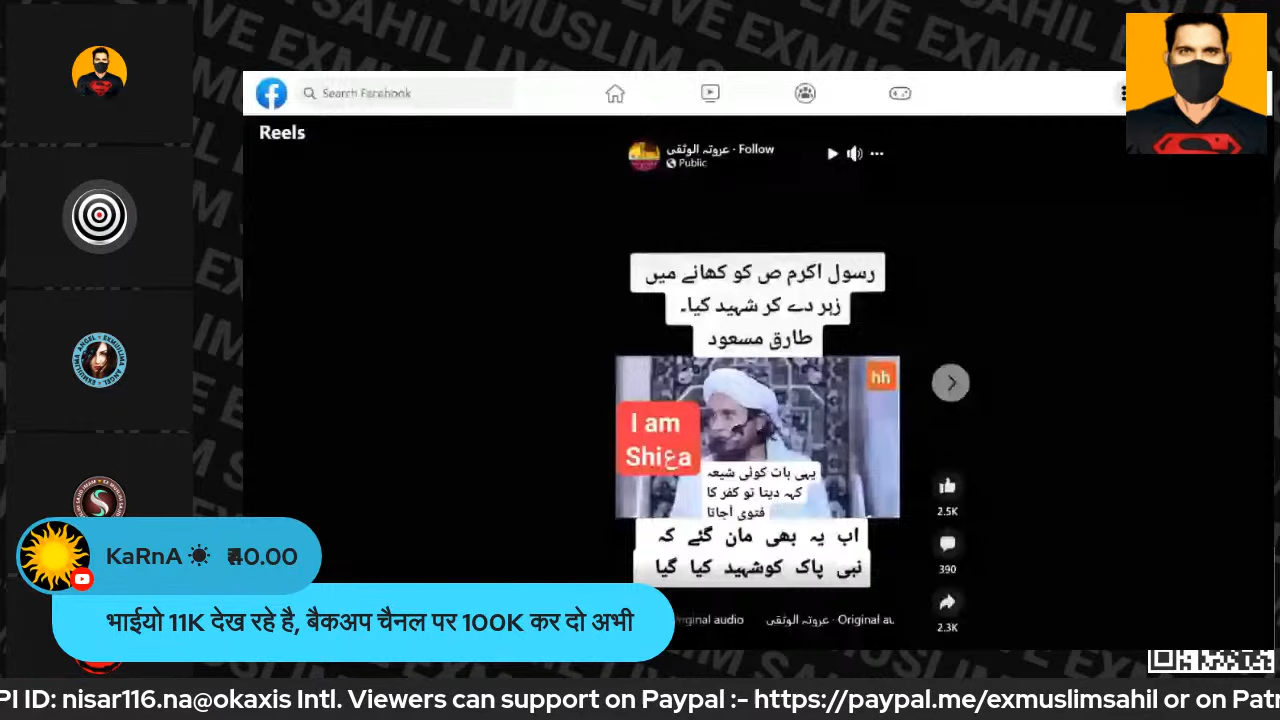 Search Facebook
Reels
عروتہ الوثقی · Follow
Public
رسول اکرم ص کو کھانے میں
زہر دے کر شہید کیا۔
طارق مسعود
hh
I am
Shiعa
یہی بات کوئی شیعہ
کہہ دیتا تو کفر کا
فتوی آجاتا
اب یہ بھی مان گئے کہ
نبی پاک کوشہید کیا گیا
2.5K
390
2.3K
original audio عروتہ الوثقی · Original au
KaRnA ☀ ₹40.00
भाईयो 11K देख रहे है, बैकअप चैनल पर 100K कर दो अभी
PI ID: nisar116.na@okaxis Intl. Viewers can support on Paypal :- https://paypal.me/exmuslimsahil or on Pat